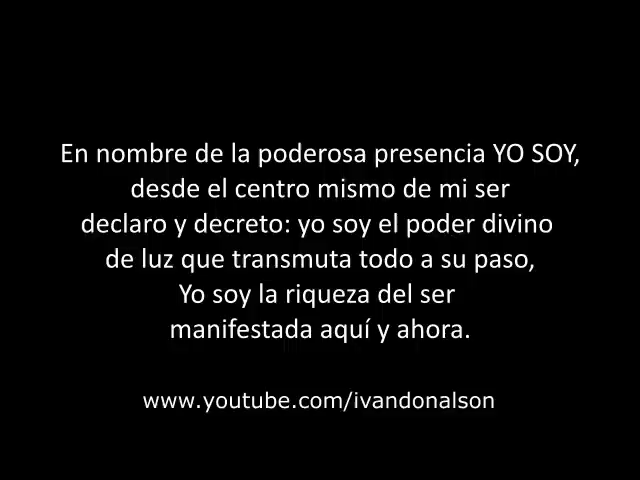 En nombre de la poderosa presencia YO SOY,
desde el centro mismo de mi ser
declaro y decreto: yo soy el poder divino
de luz que transmuta todo a su paso,
Yo soy la riqueza del ser
manifestada aquí y ahora.
www.youtube.com/ivandonalson